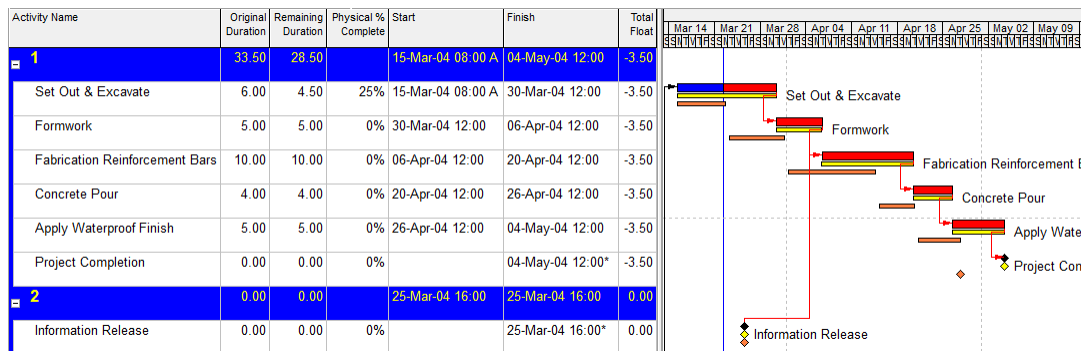 Activity Name Original Duration Remaining Duration Physical % Complete Start Finish Total Float
Mar 14 Mar 21 Mar 28 Apr 04 Apr 11 Apr 18 Apr 25 May 02 May 09
1 33.50 28.50 15-Mar-04 08:00 A 04-May-04 12:00 -3.50
Set Out & Excavate 6.00 4.50 25% 15-Mar-04 08:00 A 30-Mar-04 12:00 -3.50 Set Out & Excavate
Formwork 5.00 5.00 0% 30-Mar-04 12:00 06-Apr-04 12:00 -3.50 Formwork
Fabrication Reinforcement Bars 10.00 10.00 0% 06-Apr-04 12:00 20-Apr-04 12:00 -3.50 Fabrication Reinforcement
Concrete Pour 4.00 4.00 0% 20-Apr-04 12:00 26-Apr-04 12:00 -3.50 Concrete Pour
Apply Waterproof Finish 5.00 5.00 0% 26-Apr-04 12:00 04-May-04 12:00 -3.50 Apply Wate
Project Completion 0.00 0.00 0% 04-May-04 12:00* -3.50 Project Con
2 0.00 0.00 25-Mar-04 16:00 25-Mar-04 16:00 0.00
Information Release 0.00 0.00 0% 25-Mar-04 16:00* 0.00 Information Release